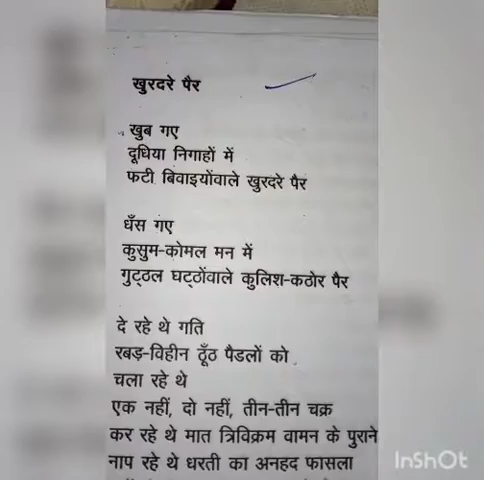 खुरदरे पैर
खुब गए
दूधिया निगाहों में
फटी बिवाइयोंवाले खुरदरे पैर
धँस गए
कुसुम-कोमल मन में
गुट्ठल घट्ठोंवाले कुलिश-कठोर पैर
दे रहे थे गति
रबड़-विहीन ठूँठ पैडलों को
चला रहे थे
एक नहीं, दो नहीं, तीन-तीन चक्र
कर रहे थे मात त्रिविक्रम वामन के पुराने
नाप रहे थे धरती का अनहद फासला
InShOt